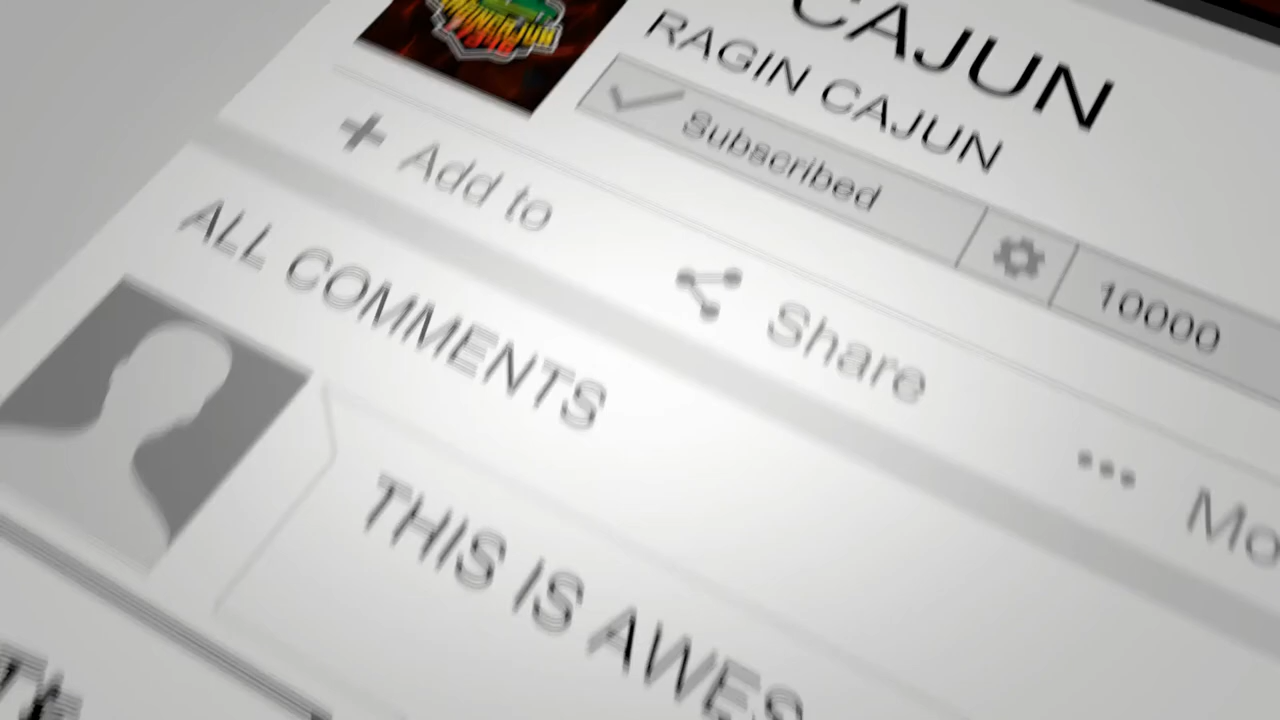 CAJUN
RAGIN CAJUN
Subscribed
10000
Add to
Share
ALL COMMENTS
THIS IS